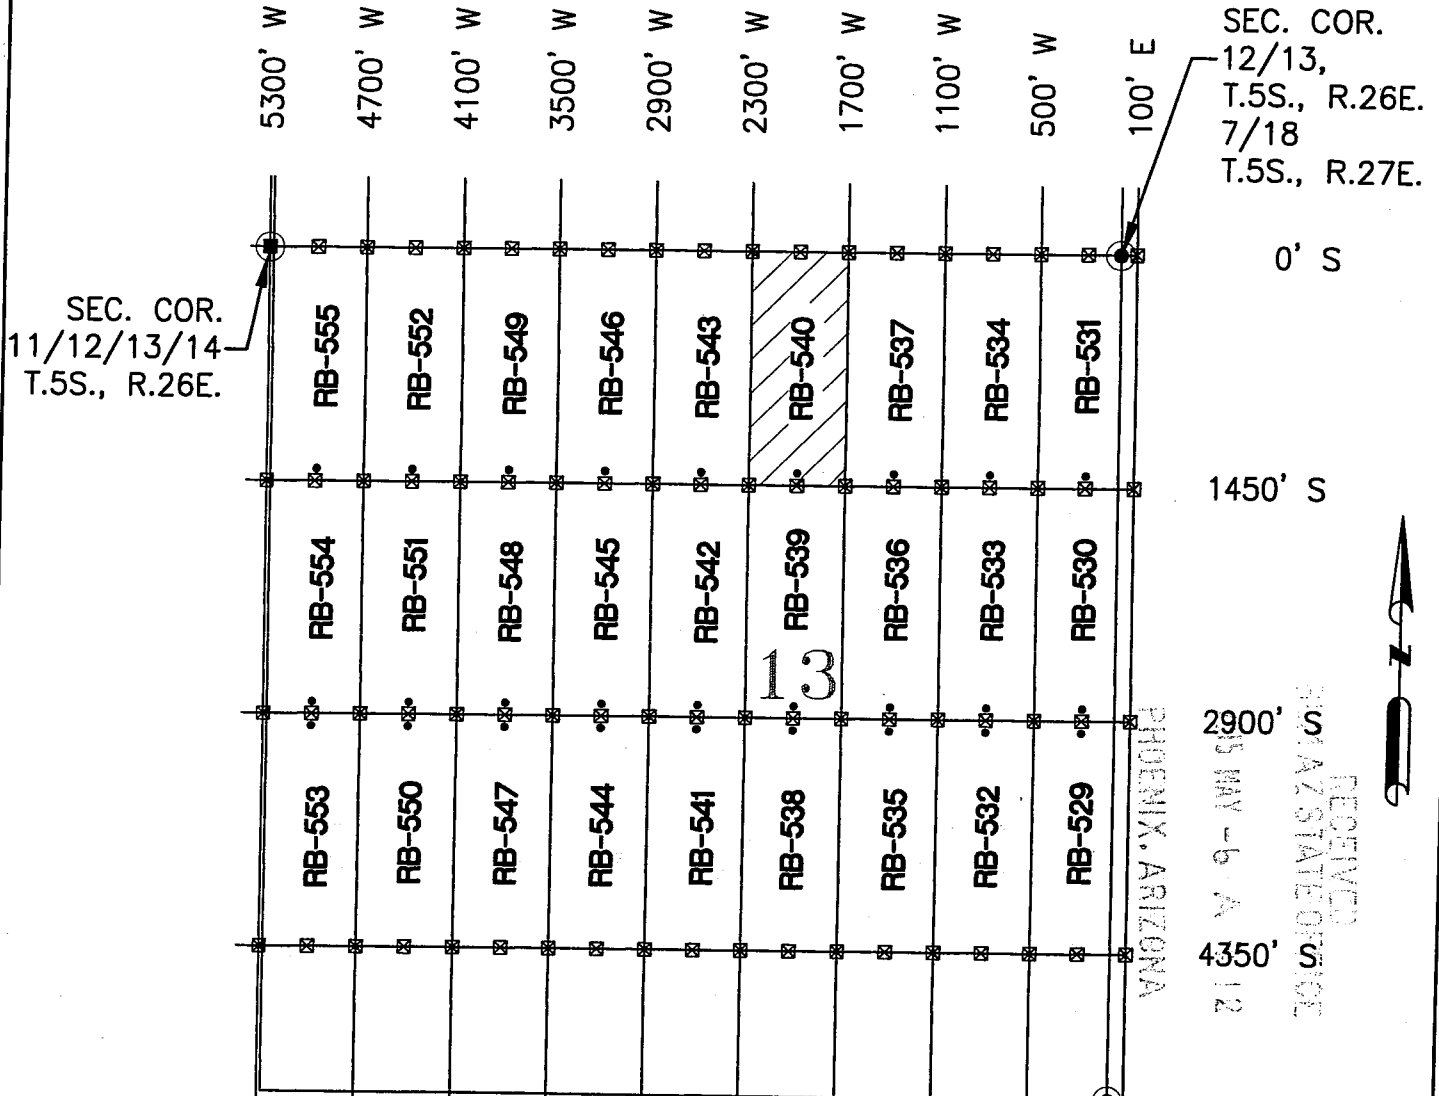 5300' W
4700' W
4100' W
3500' W
2900' W
2300' W
1700' W
1100' W
500' W
100' E
SEC. COR.
12/13,
T.5S., R.26E.
7/18
T.5S., R.27E.
0' S
SEC. COR.
11/12/13/14
T.5S., R.26E.
RB-555
RB-552
RB-549
RB-546
RB-543
RB-540
RB-537
RB-534
RB-531
1450' S
RB-554
RB-551
RB-548
RB-545
RB-542
RB-539
RB-536
RB-533
RB-530
13
N
2900' S
RB-553
RB-550
RB-547
RB-544
RB-541
RB-538
RB-535
RB-532
RB-529
4350' S
RECEIVED
AZ STATE OFFICE
MAY -6 A
PHOENIX, ARIZONA